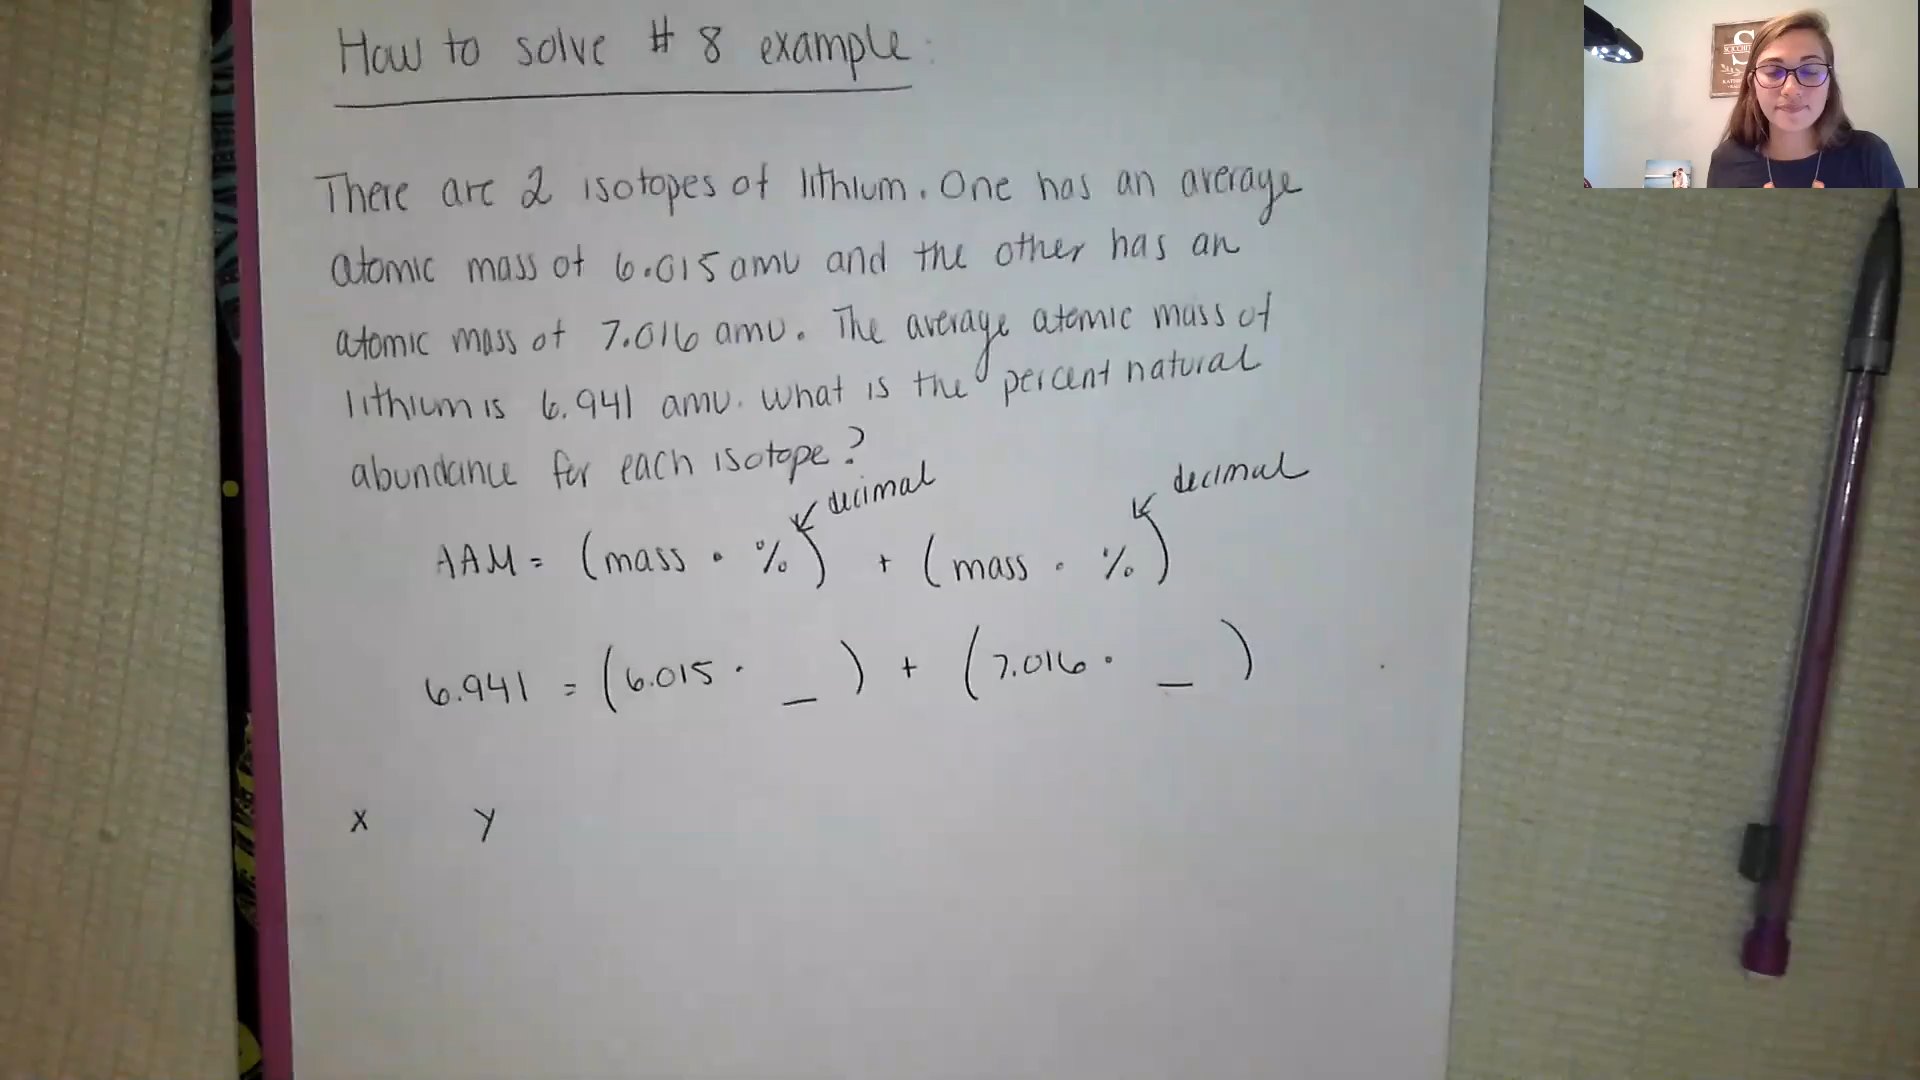 How to solve # 8 example:
There are 2 isotopes of lithium. One has an average
atomic mass of 6.015 amu and the other has an
atomic mass of 7.016 amu. The average atomic mass of
lithium is 6.941 amu. What is the percent natural
abundance for each isotope?
decimal
decimal
AAM = (mass • %) + (mass • %)
6.941 = (6.015 • _ ) + (7.016 • _ )
x y
S